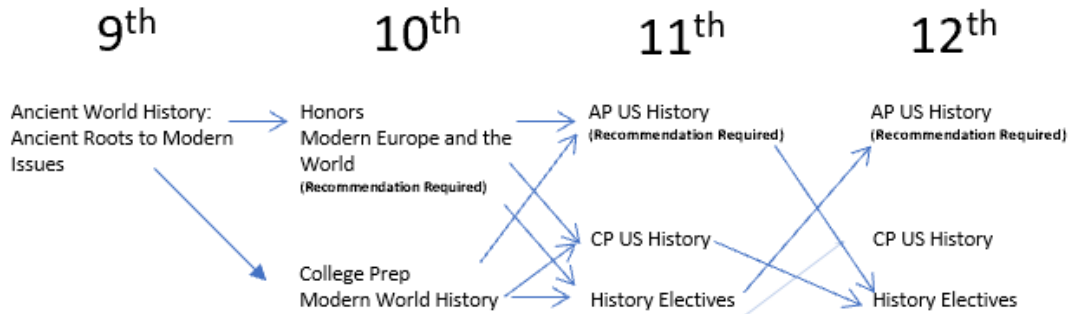 9th
10th
11th
12th
Ancient World History:
Ancient Roots to Modern
Issues
Honors
Modern Europe and the
World
(Recommendation Required)
College Prep
Modern World History
AP US History
(Recommendation Required)
CP US History
History Electives
AP US History
(Recommendation Required)
CP US History
History Electives